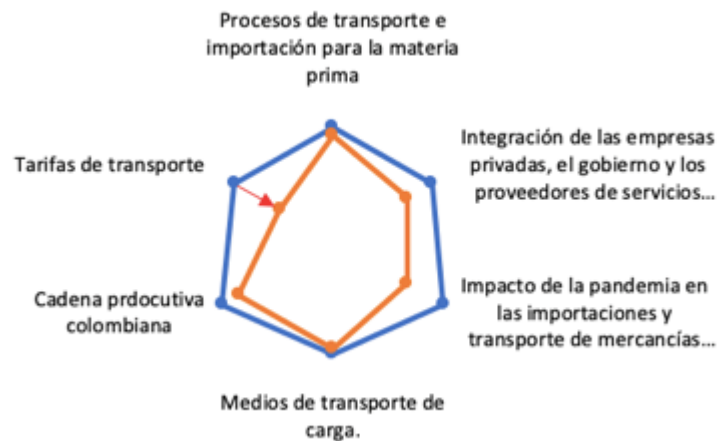 Procesos de transporte e
importación para la materia
prima
Integración de las empresas
privadas, el gobierno y los
proveedores de servicios…
Impacto de la pandemia en
las importaciones y
transporte de mercancías…
Medios de transporte de
carga.
Cadena prdocutiva
colombiana
Tarifas de transporte